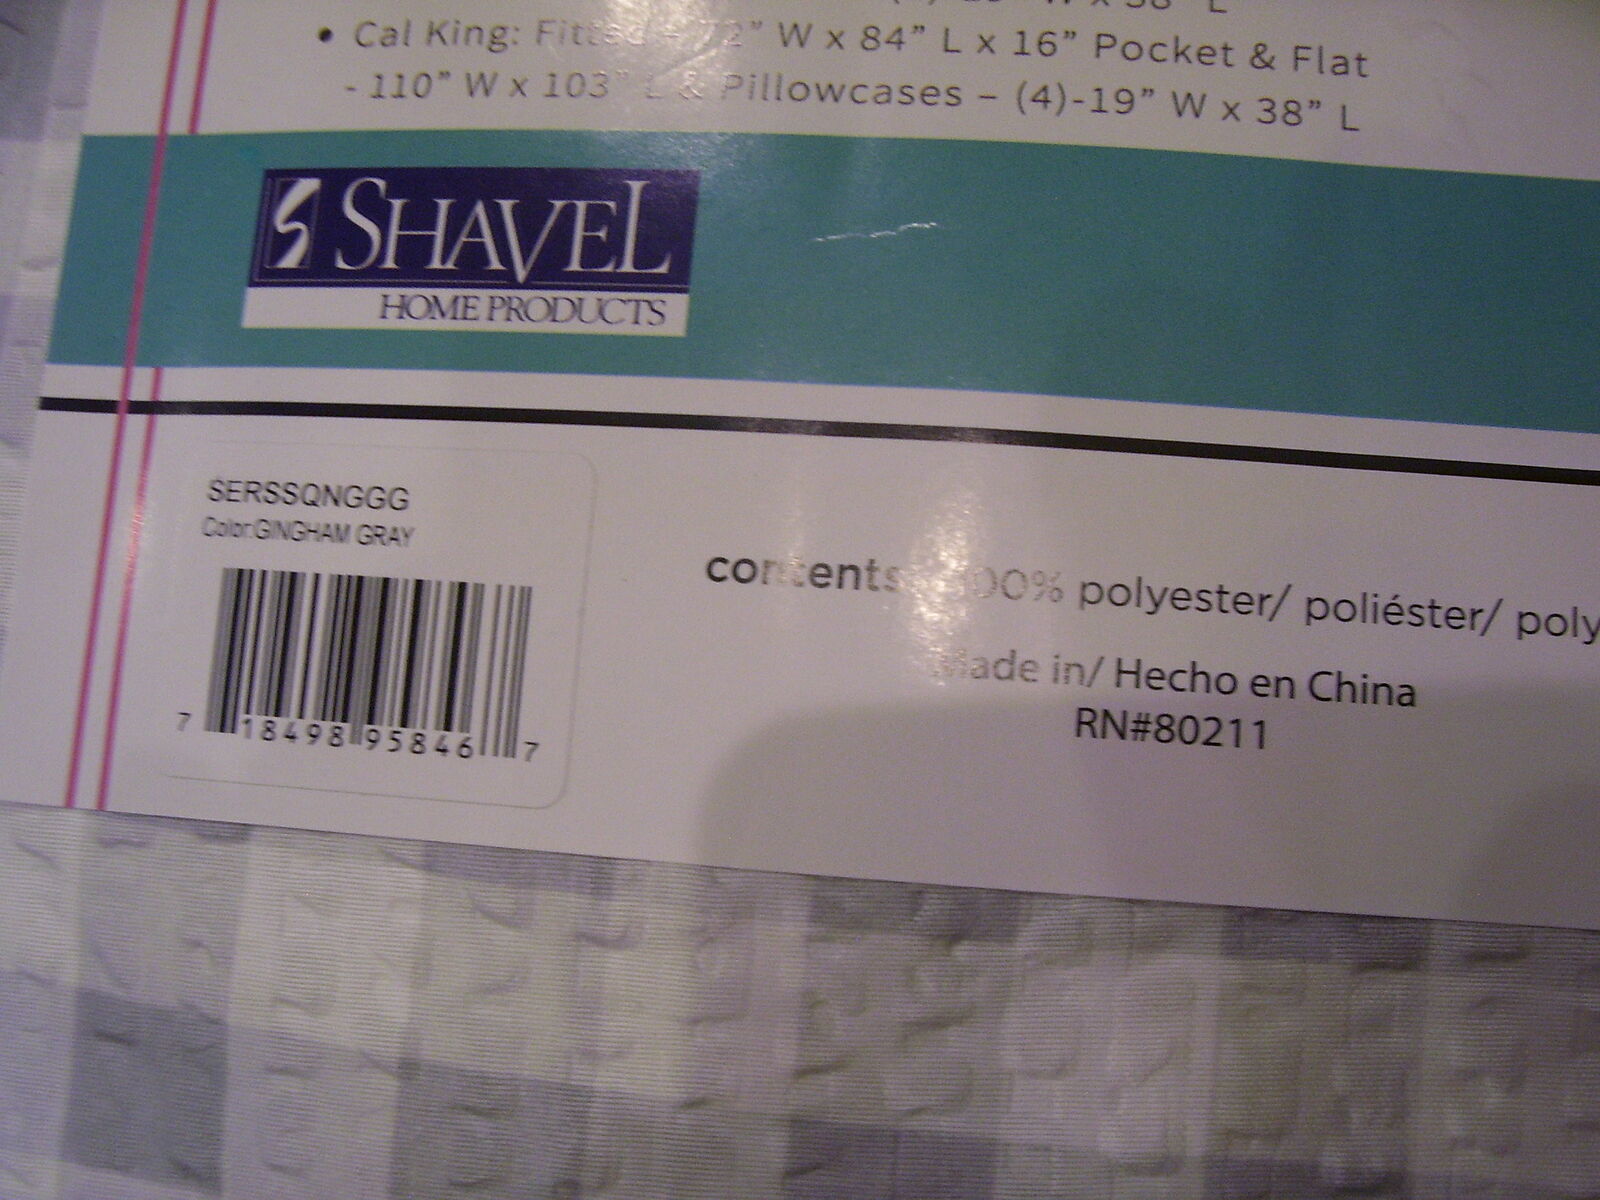 W x 38" L
• Cal King: Fitted - 72" W x 84" L x 16" Pocket & Flat
- 110" W x 103" L & Pillowcases – (4)-19" W x 38" L
S SHAVEL
HOME PRODUCTS
SERSSQNGGG
Color:GINGHAM GRAY
7 18498 95846 7
contents 100% polyester/ poliéster/ poly
Made in/ Hecho en China
RN#80211